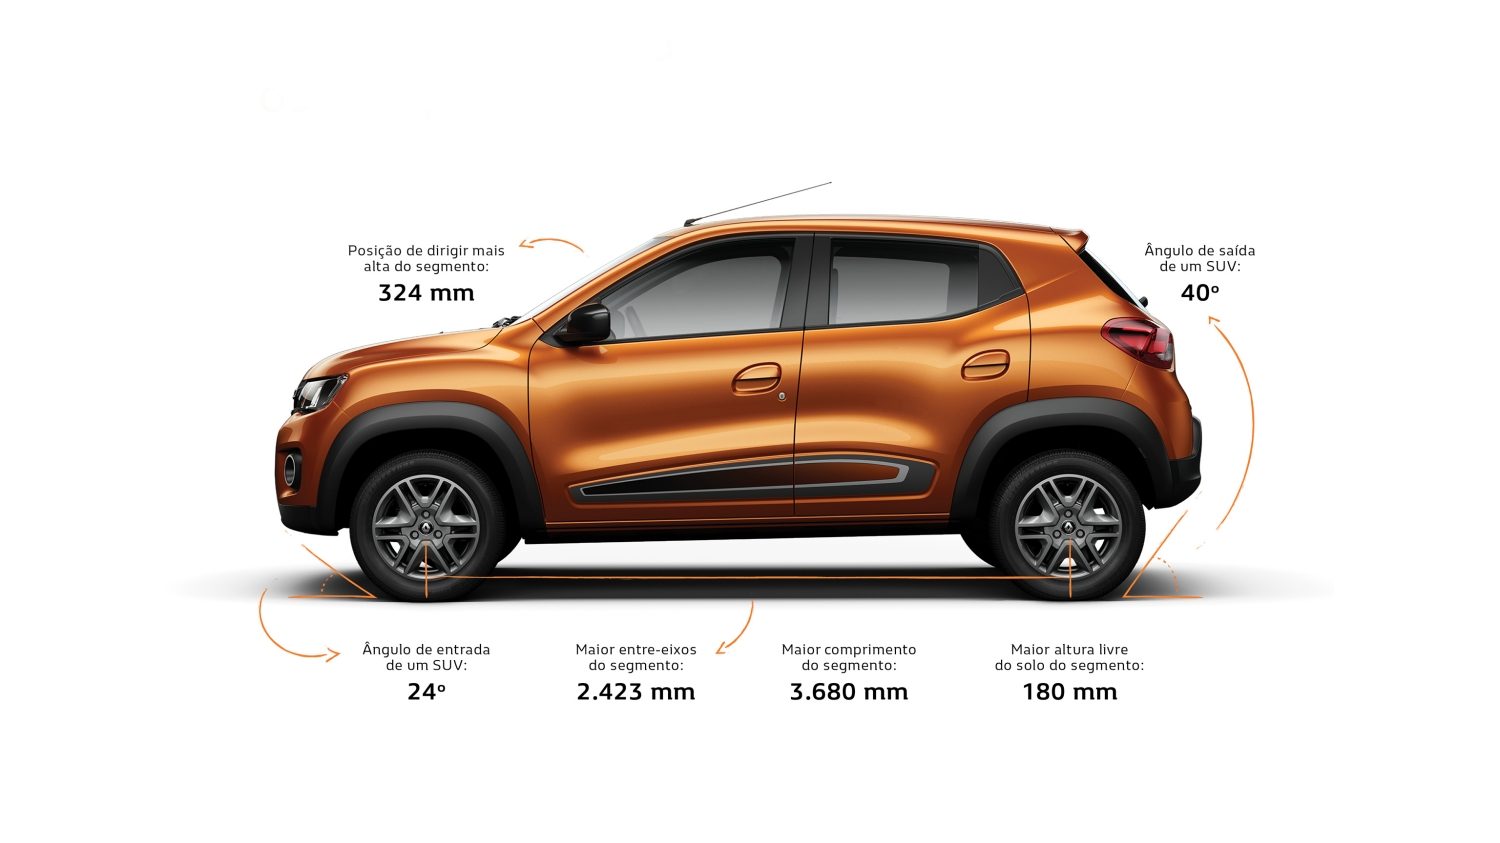 Posição de dirigir mais
alta do segmento:
324 mm
Ângulo de saída
de um SUV:
40º
Ângulo de entrada
de um SUV:
24º
Maior entre-eixos
do segmento:
2.423 mm
Maior comprimento
do segmento:
3.680 mm
Maior altura livre
do solo do segmento:
180 mm